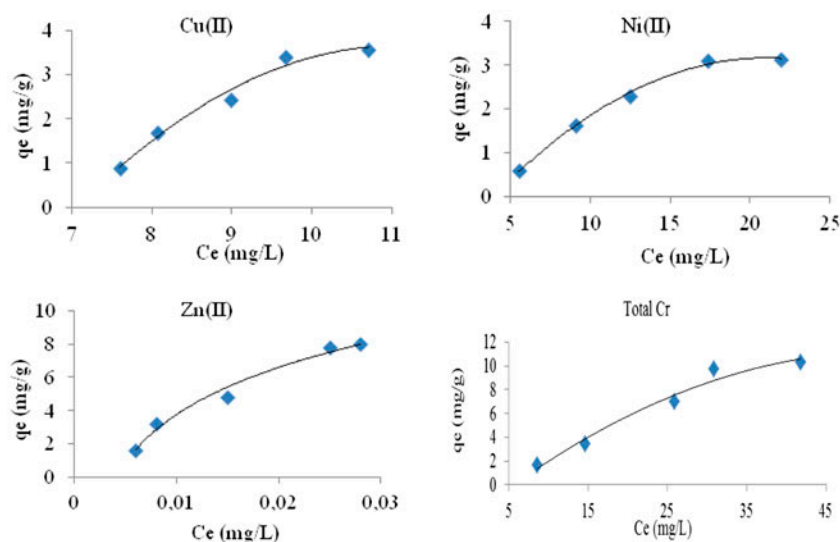 Cu(II)
qe (mg/g)
4
3
2
1
0
7 8 9 10 11
Ce (mg/L)
Ni(II)
qe (mg/g)
4
3
2
1
0
5 10 15 20 25
Ce (mg/L)
Zn(II)
qe (mg/g)
10
8
6
4
2
0
0 0.01 0.02 0.03
Ce (mg/L)
Total Cr
qe (mg/g)
12
10
8
6
4
2
0
5 15 25 35 45
Ce (mg/L)